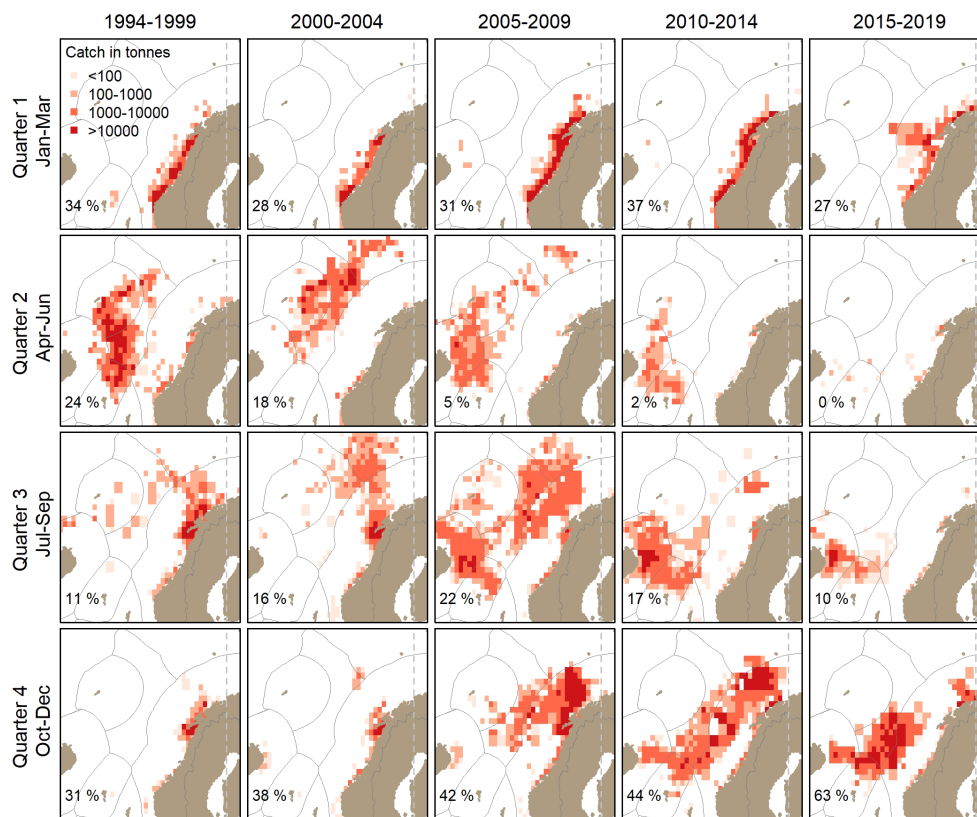 1994-1999 2000-2004 2005-2009 2010-2014 2015-2019
Quarter 1
Jan-Mar
Catch in tonnes
<100
100-1000
1000-10000
>10000
34 % 28 % 31 % 37 % 27 %
Quarter 2
Apr-Jun
24 % 18 % 5 % 2 % 0 %
Quarter 3
Jul-Sep
11 % 16 % 22 % 17 % 10 %
Quarter 4
Oct-Dec
31 % 38 % 42 % 44 % 63 %